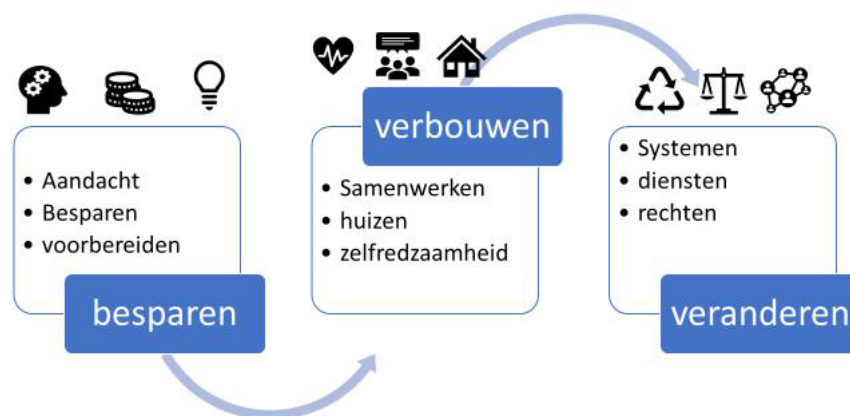 • Aandacht
• Besparen
• voorbereiden
besparen
verbouwen
• Samenwerken
• huizen
• zelfredzaamheid
• Systemen
• diensten
• rechten
veranderen